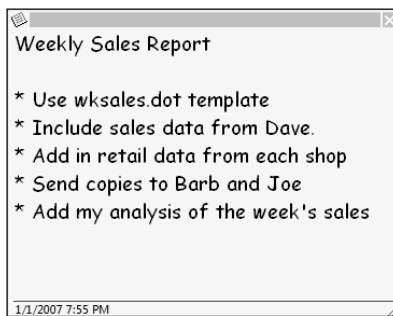 Weekly Sales Report
* Use wksales.dot template
* Include sales data from Dave.
* Add in retail data from each shop
* Send copies to Barb and Joe
* Add my analysis of the week's sales
1/1/2007 7:55 PM